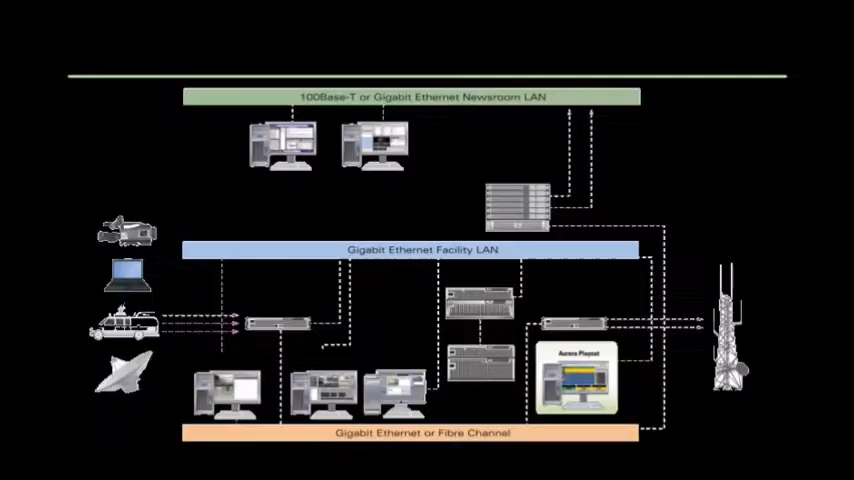 100Base-T or Gigabit Ethernet Newsroom LAN
Gigabit Ethernet Facility LAN
Aurora Playout
Gigabit Ethernet or Fibre Channel